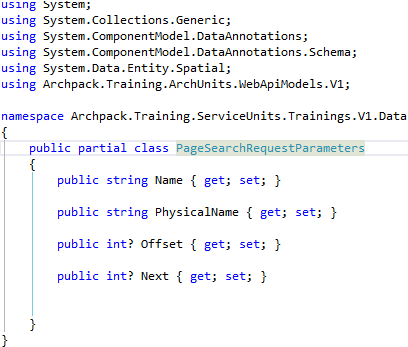 using System;
using System.Collections.Generic;
using System.ComponentModel.DataAnnotations;
using System.ComponentModel.DataAnnotations.Schema;
using System.Data.Entity.Spatial;
using Archpack.Training.ArchUnits.WebApiModels.V1;
namespace Archpack.Training.ServiceUnits.Trainings.V1.Data
{
public partial class PageSearchRequestParameters
{
public string Name { get; set; }
public string PhysicalName { get; set; }
public int? Offset { get; set; }
public int? Next { get; set; }
}
}